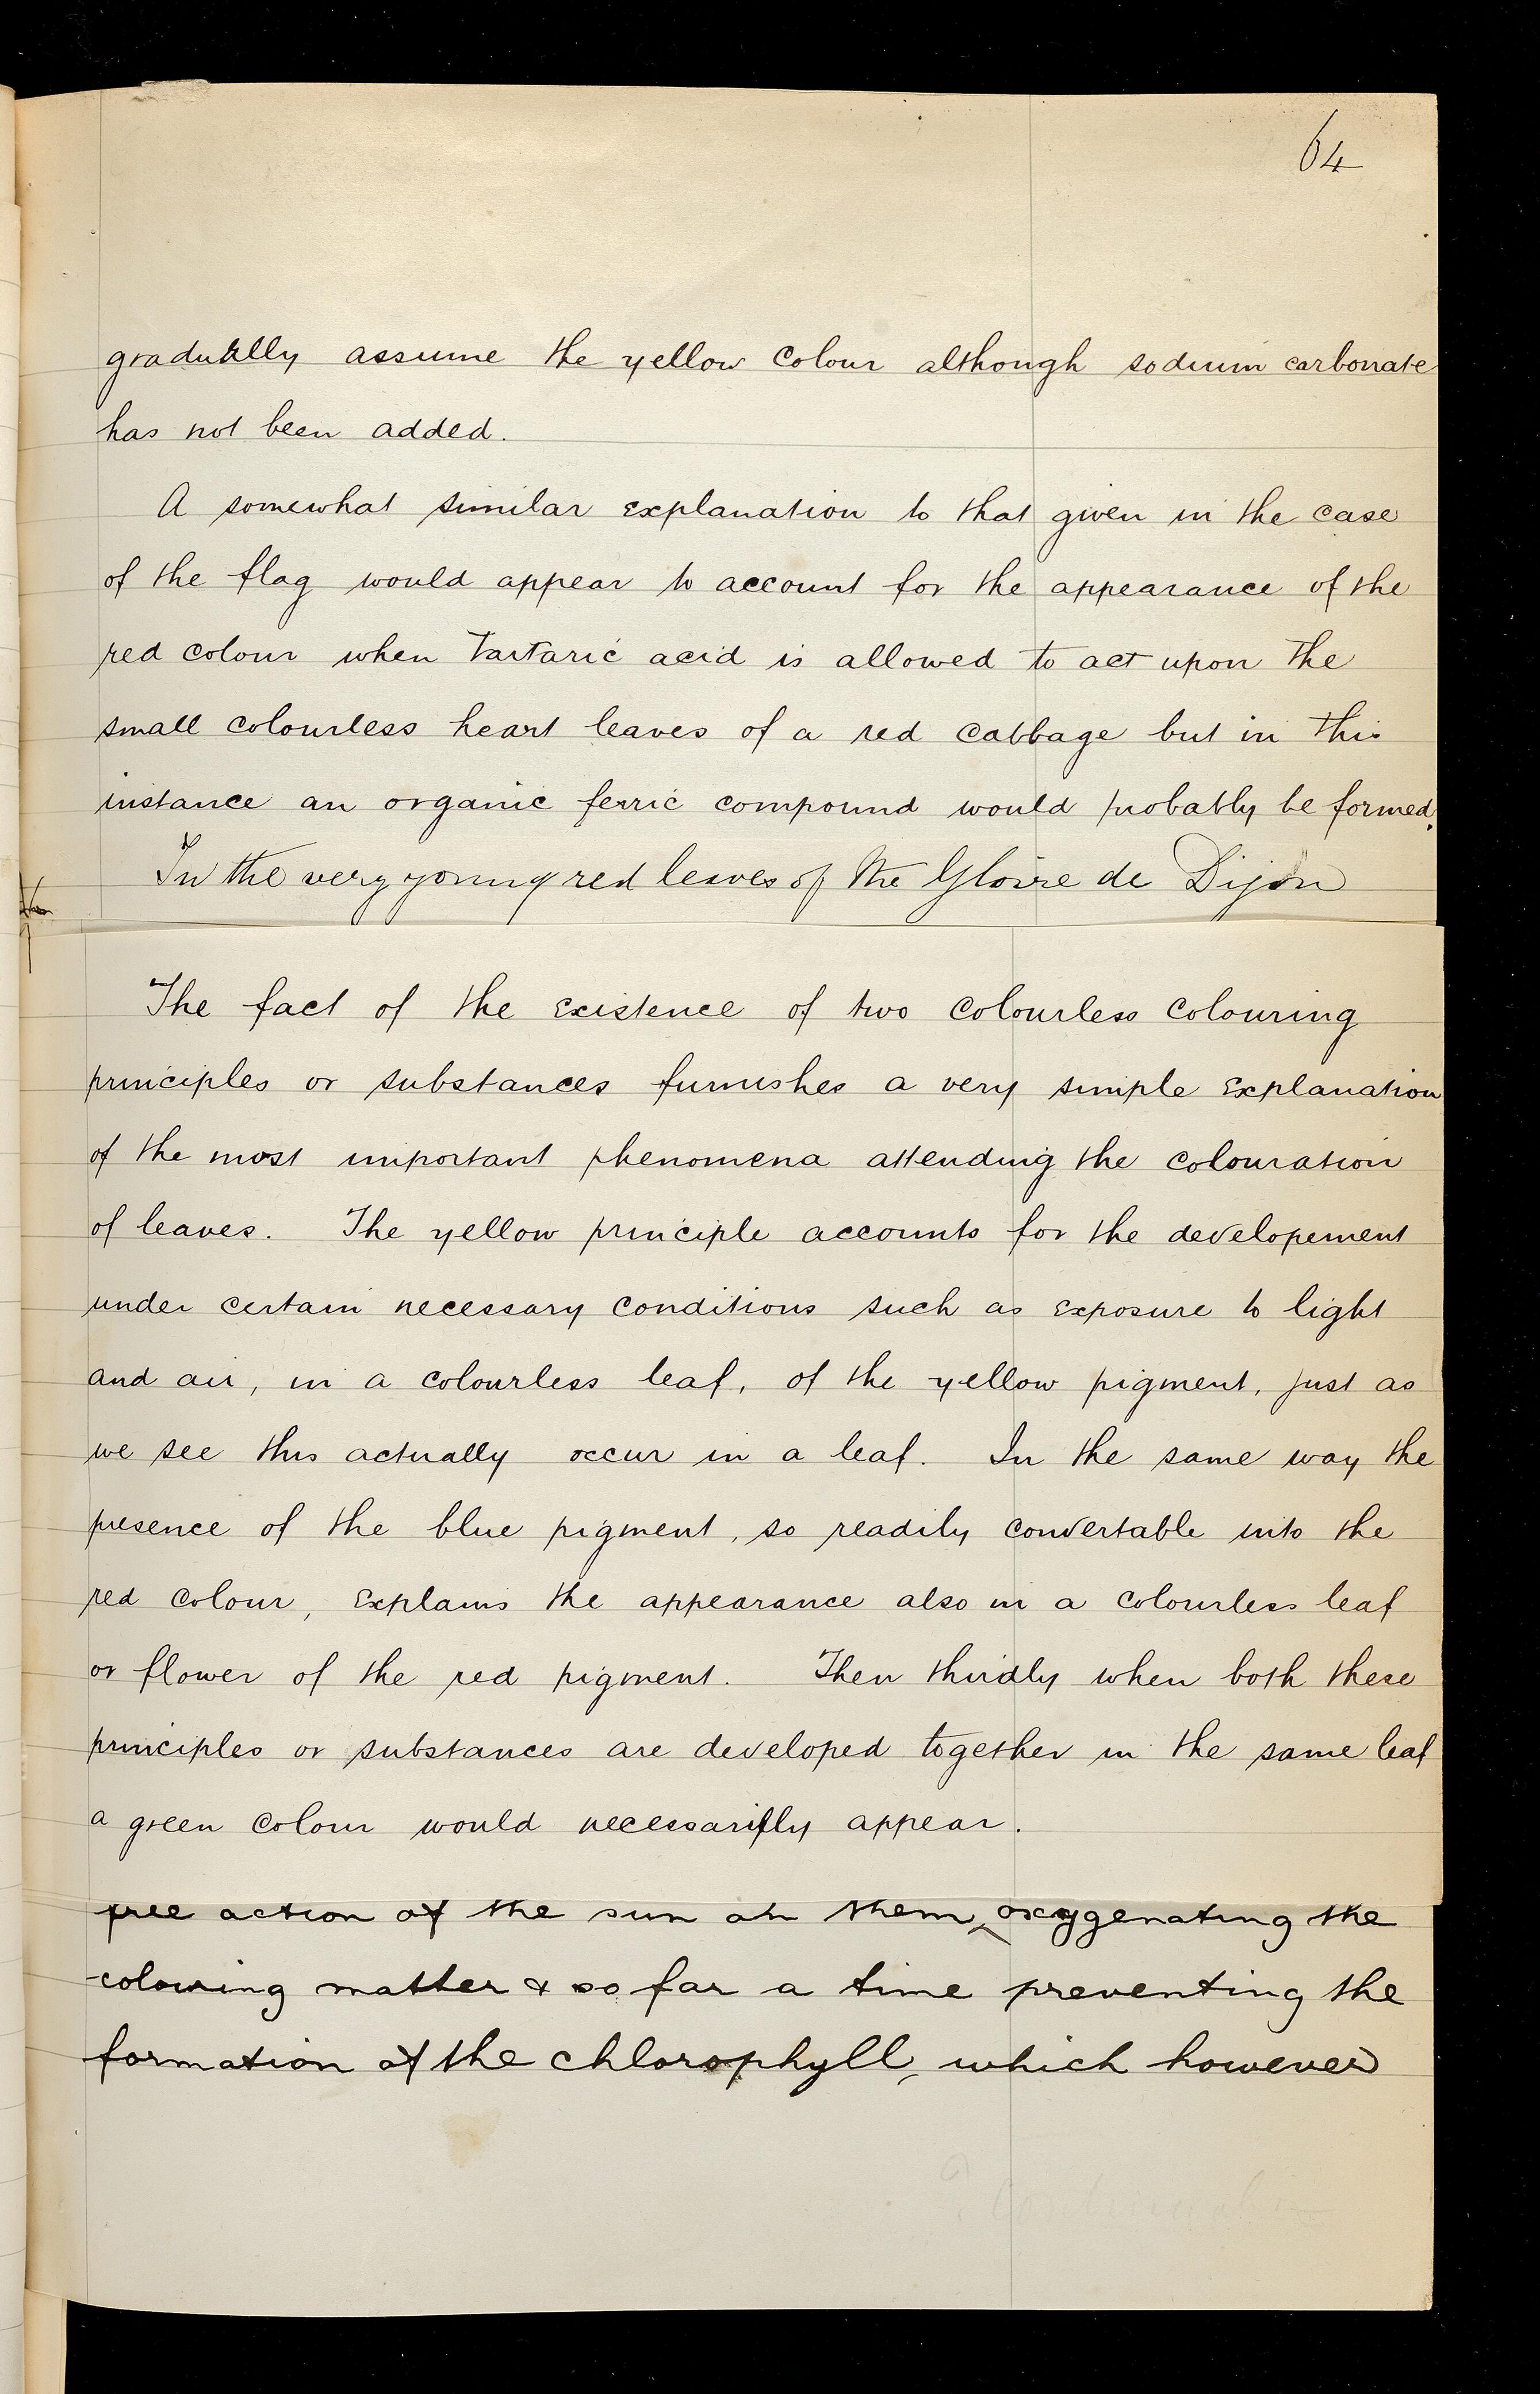 64
gradually assume the yellow colour although sodium carbonate
has not been added.
A somewhat similar explanation to that given in the case
of the flag would appear to account for the appearance of the
red colour when Tartaric acid is allowed to act upon the
small colourless heart leaves of a red cabbage but in this
instance an organic ferric compound would probably be formed.
In the very young red leaves of the Gloire de Dijon
The fact of the existence of two colourless colouring
principles or substances furnishes a very simple explanation
of the most important phenomena attending the colouration
of leaves. The yellow principle accounts for the developement
under certain necessary conditions such as exposure to light
and air, in a colourless leaf, of the yellow pigment, just as
we see this actually occur in a leaf. In the same way the
presence of the blue pigment, so readily convertable into the
red colour, explains the appearance also in a colourless leaf
or flower of the red pigment. Then thirdly when both these
principles or substances are developed together in the same leaf
a green colour would necessarily appear.
free action of the sun on them, oxygenating the
colouring matter & so for a time preventing the
formation of the chlorophyll, which however